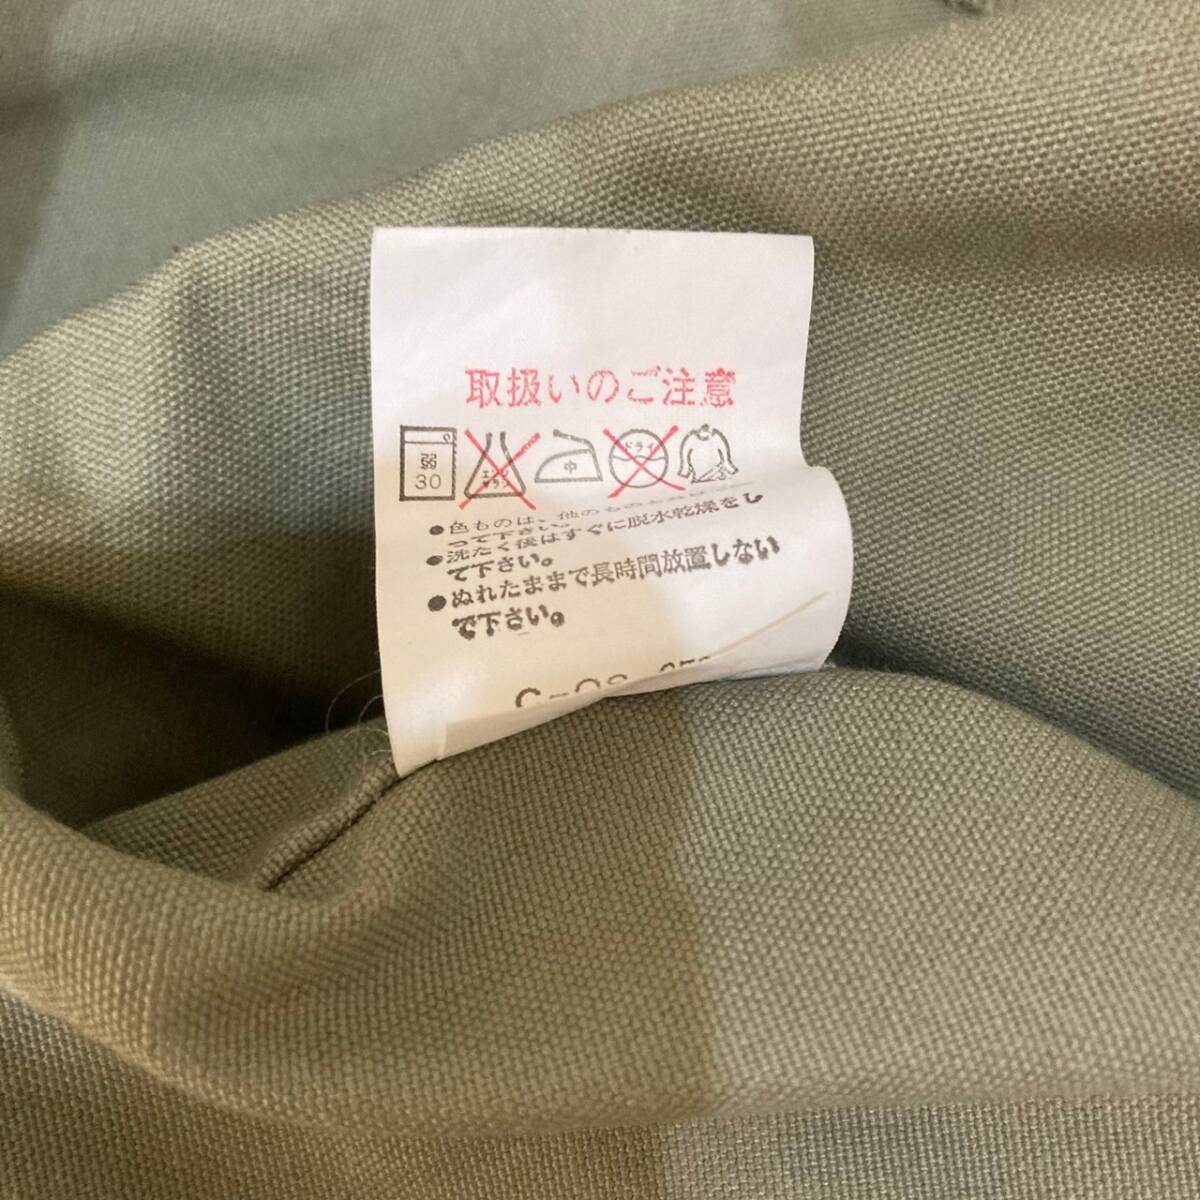 取扱いのご注意
弱
30
エンソ
サラシ
中
ドライ
●色ものは、他のものと
って下さい。
●洗たく後はすぐに脱水乾燥をし
て下さい。
●ぬれたままで長時間放置しない
で下さい。